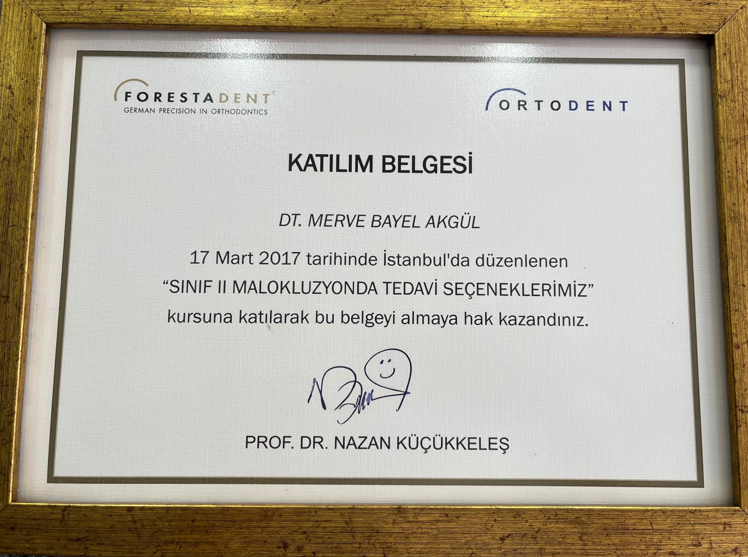 FORESTADENT®
GERMAN PRECISION IN ORTHODONTICS
ORTODENT
KATILIM BELGESİ
DT. MERVE BAYEL AKGÜL
17 Mart 2017 tarihinde İstanbul'da düzenlenen
“SINIF II MALOKLUZYONDA TEDAVİ SEÇENEKLERİMİZ”
kursuna katılarak bu belgeyi almaya hak kazandınız.
PROF. DR. NAZAN KÜÇÜKKELEŞ